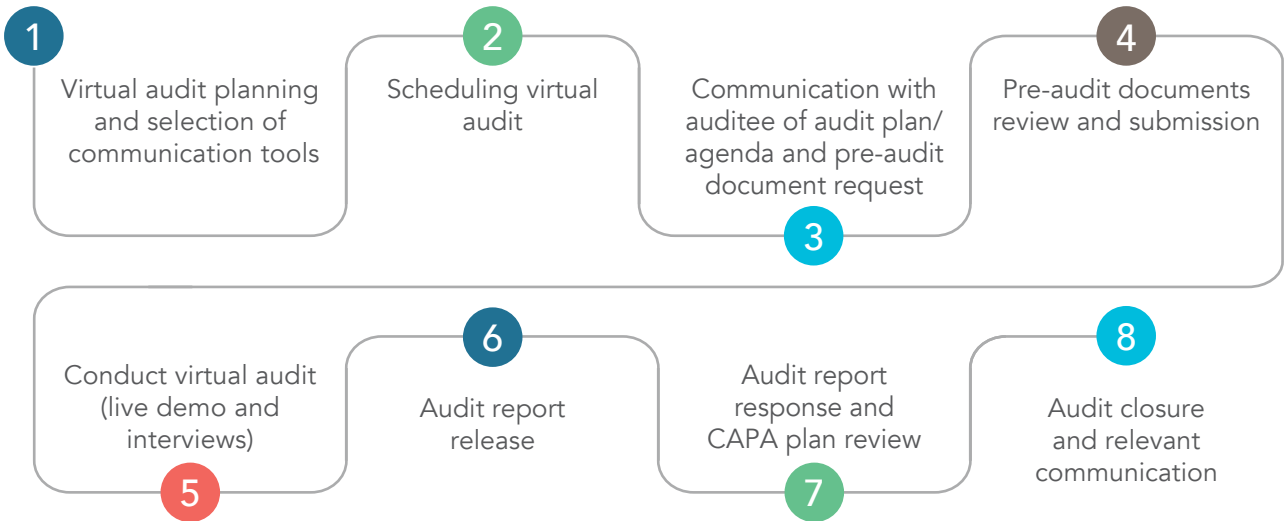 1
Virtual audit planning
and selection of
communication tools
2
Scheduling virtual
audit
Communication with
auditee of audit plan/
agenda and pre-audit
document request
3
4
Pre-audit documents
review and submission
Conduct virtual audit
(live demo and
interviews)
5
6
Audit report
release
Audit report
response and
CAPA plan review
7
8
Audit closure
and relevant
communication